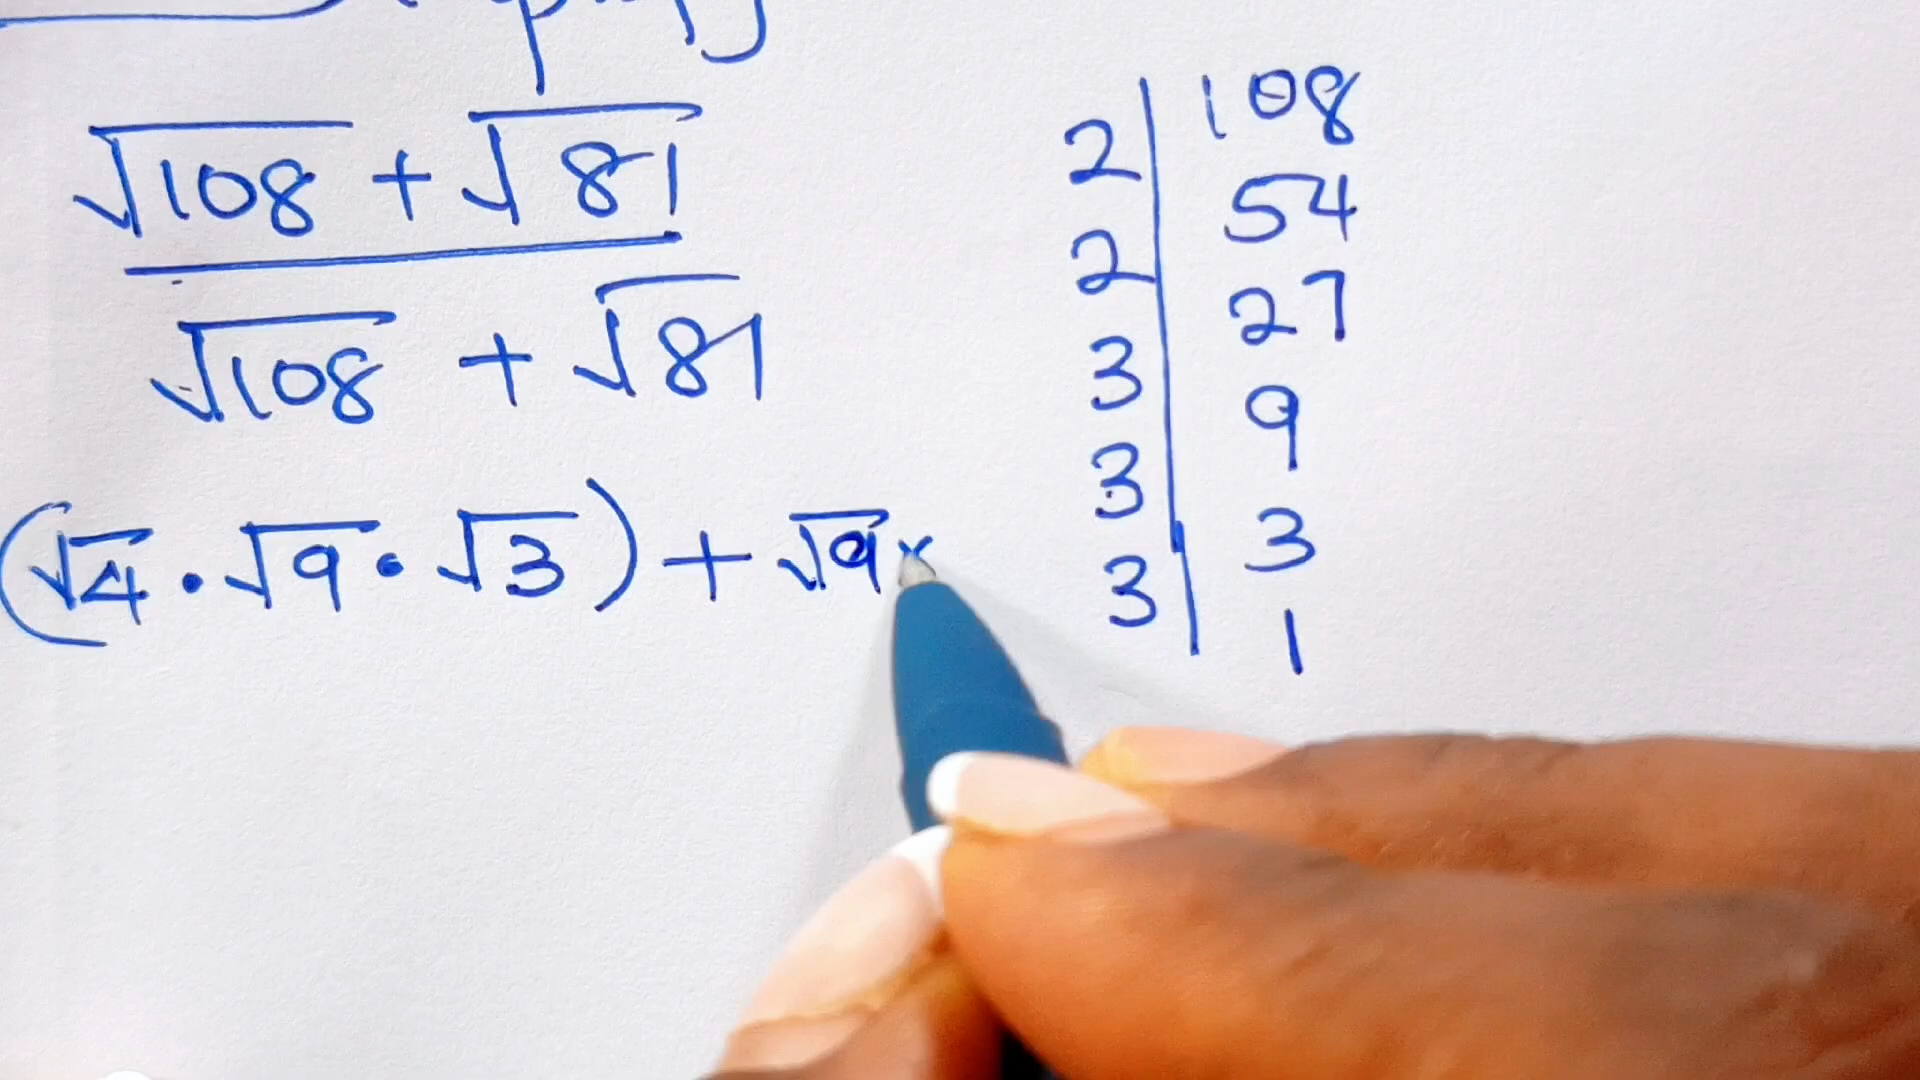 √108 + √81
√108 + √81
(√4 · √9 · √3) + √9 ×
2 | 108
2 | 54
3 | 27
3 | 9
3 | 3
1